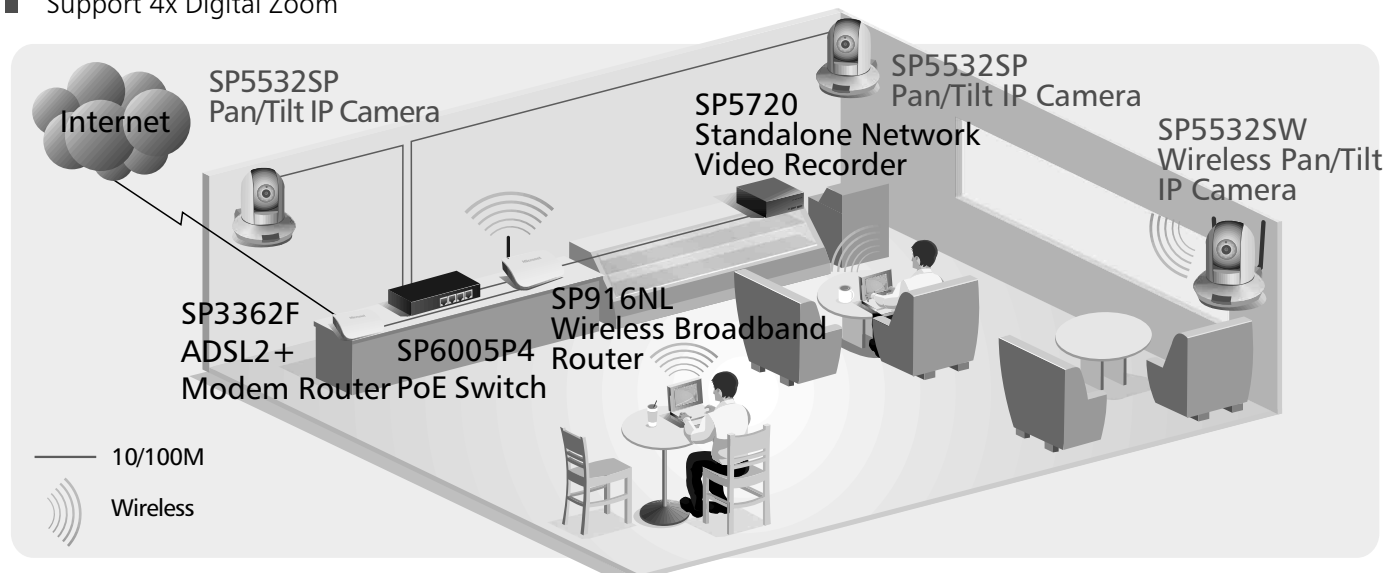 Support 4x Digital Zoom
Internet
SP5532SP
Pan/Tilt IP Camera
SP5532SP
Pan/Tilt IP Camera
SP5720
Standalone Network
Video Recorder
SP5532SW
Wireless Pan/Tilt
IP Camera
SP3362F
ADSL2+
Modem Router
SP6005P4
PoE Switch
SP916NL
Wireless Broadband
Router
10/100M
Wireless